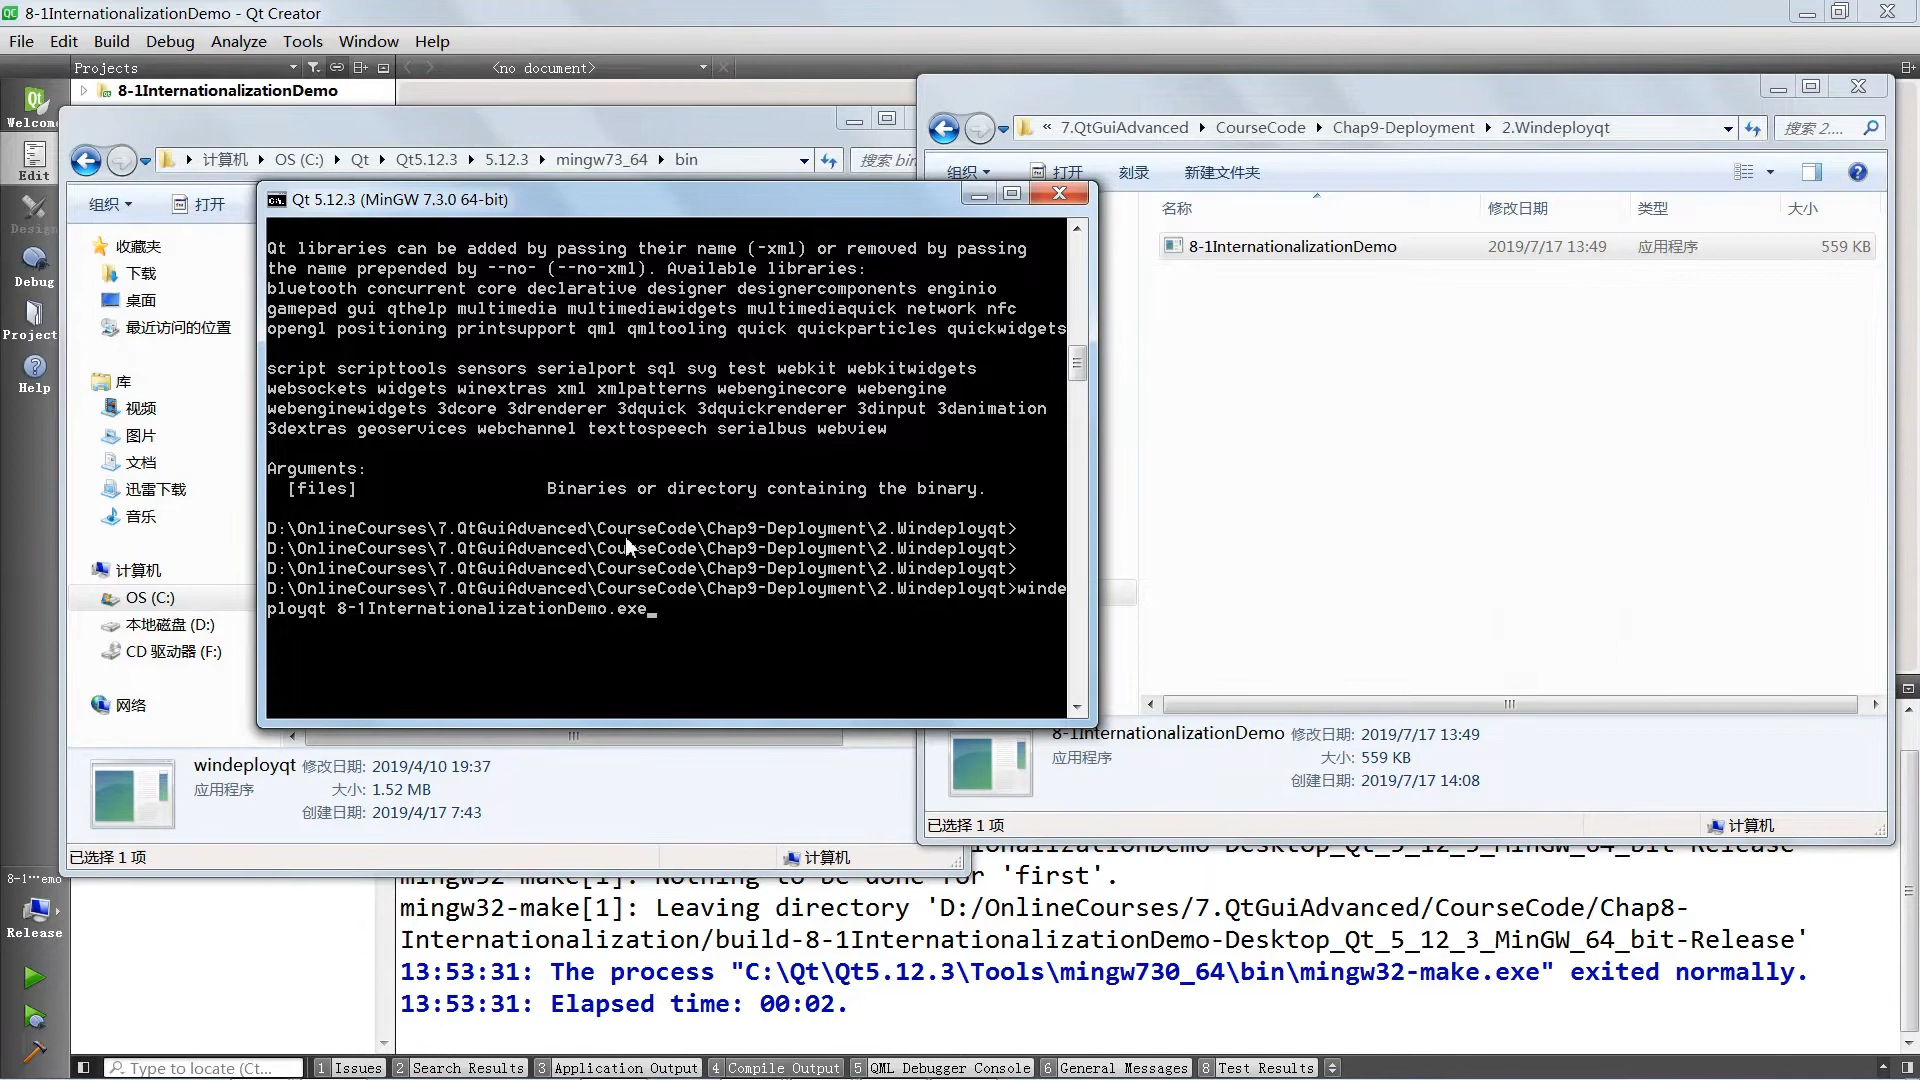 8-1InternationalizationDemo - Qt Creator
File Edit Build Debug Analyze Tools Window Help
Projects
<no document>
8-1InternationalizationDemo
Welcome
Edit
Design
Debug
Project
Help
计算机 OS (C:) Qt Qt5.12.3 5.12.3 mingw73_64 bin
搜索 bin
组织 打开
收藏夹
下载
桌面
最近访问的位置
库
视频
图片
文档
迅雷下载
音乐
计算机
OS (C:)
本地磁盘 (D:)
CD 驱动器 (F:)
网络
windeployqt 修改日期: 2019/4/10 19:37
应用程序 大小: 1.52 MB
创建日期: 2019/4/17 7:43
已选择 1 项 计算机
Qt 5.12.3 (MinGW 7.3.0 64-bit)
Qt libraries can be added by passing their name (-xml) or removed by passing
the name prepended by --no- (--no-xml). Available libraries:
bluetooth concurrent core declarative designer designercomponents enginio
gamepad gui qthelp multimedia multimediawidgets multimediaquick network nfc
opengl positioning printsupport qml qmltooling quick quickparticles quickwidgets
script scripttools sensors serialport sql svg test webkit webkitwidgets
websockets widgets winextras xml xmlpatterns webenginecore webengine
webenginewidgets 3dcore 3drenderer 3dquick 3dquickrenderer 3dinput 3danimation
3dextras geoservices webchannel texttospeech serialbus webview
Arguments:
[files] Binaries or directory containing the binary.
D:\OnlineCourses\7.QtGuiAdvanced\CourseCode\Chap9-Deployment\2.Windeployqt>
D:\OnlineCourses\7.QtGuiAdvanced\CourseCode\Chap9-Deployment\2.Windeployqt>
D:\OnlineCourses\7.QtGuiAdvanced\CourseCode\Chap9-Deployment\2.Windeployqt>
D:\OnlineCourses\7.QtGuiAdvanced\CourseCode\Chap9-Deployment\2.Windeployqt>winde
ployqt 8-1InternationalizationDemo.exe_
« 7.QtGuiAdvanced CourseCode Chap9-Deployment 2.Windeployqt
搜索 2....
组织 打开 刻录 新建文件夹
名称 修改日期 类型 大小
8-1InternationalizationDemo 2019/7/17 13:49 应用程序 559 KB
8-1InternationalizationDemo 修改日期: 2019/7/17 13:49
应用程序 大小: 559 KB
创建日期: 2019/7/17 14:08
已选择 1 项 计算机
mingw32-make[1]: Nothing to be done for 'first'.
mingw32-make[1]: Leaving directory 'D:/OnlineCourses/7.QtGuiAdvanced/CourseCode/Chap8-
Internationalization/build-8-1InternationalizationDemo-Desktop_Qt_5_12_3_MinGW_64_bit-Release'
13:53:31: The process "C:\Qt\Qt5.12.3\Tools\mingw730_64\bin\mingw32-make.exe" exited normally.
13:53:31: Elapsed time: 00:02.
8-1···emo
Release
Type to locate (Ct...
1 Issues 2 Search Results 3 Application Output 4 Compile Output 5 QML Debugger Console 6 General Messages 8 Test Results